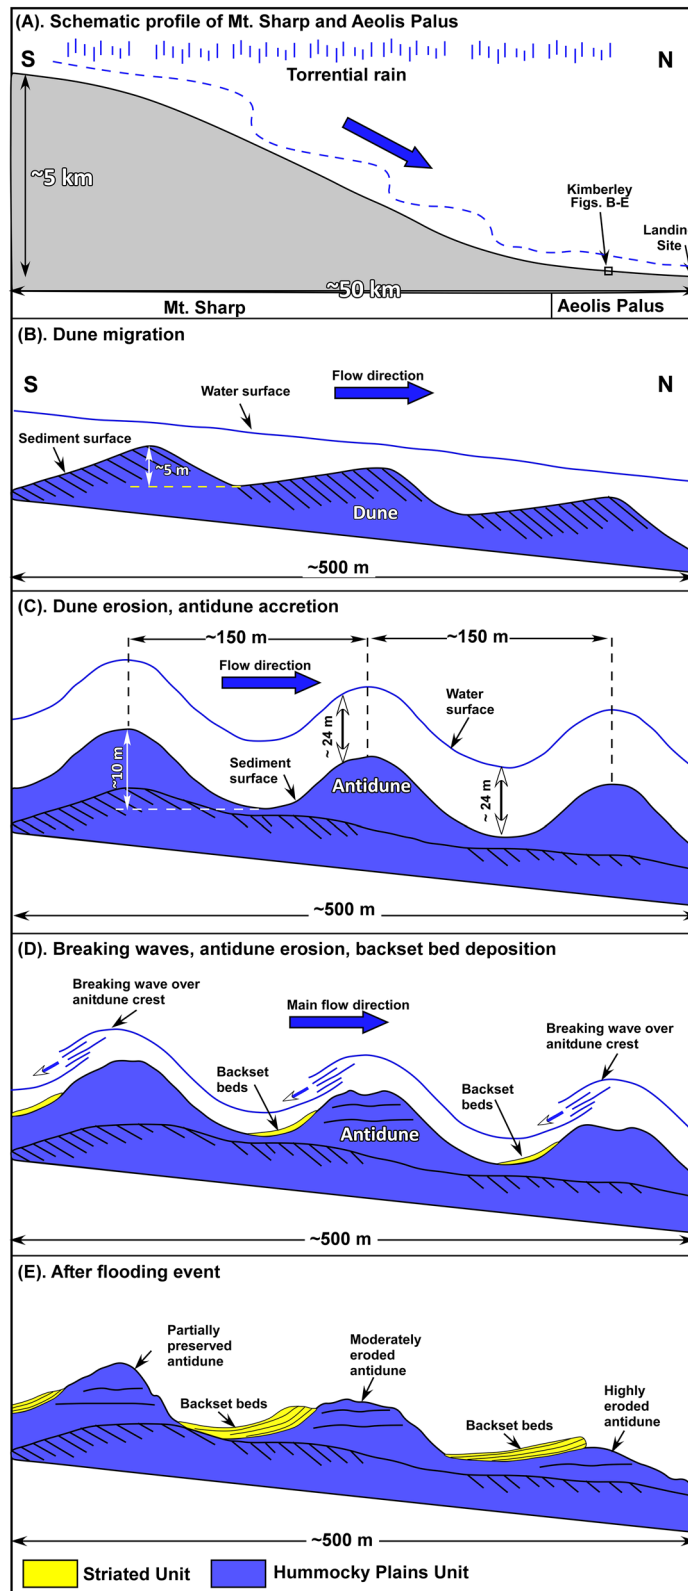 (A). Schematic profile of Mt. Sharp and Aeolis Palus
S
N
Torrential rain
~5 km
Kimberley
Figs. B-E
Landing
Site
~50 km
Mt. Sharp
Aeolis Palus
(B). Dune migration
S
N
Flow direction
Water surface
Sediment surface
~5 m
Dune
~500 m
(C). Dune erosion, antidune accretion
~150 m
~150 m
Flow direction
Water
surface
~ 24 m
~10 m
Sediment
surface
Antidune
~ 24 m
~500 m
(D). Breaking waves, antidune erosion, backset bed deposition
Breaking wave over
anitdune crest
Main flow direction
Breaking wave over
anitdune crest
Backset
beds
Backset
beds
Antidune
~500 m
(E). After flooding event
Partially
preserved
antidune
Moderately
eroded
antidune
Highly
eroded
antidune
Backset beds
Backset beds
~500 m
Striated Unit
Hummocky Plains Unit